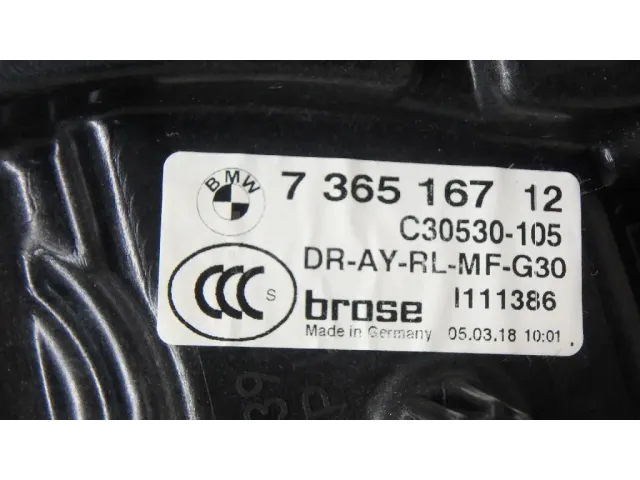 BMW
7 365 167 12
C30530-105
DR-AY-RL-MF-G30
CCC S
brose
I111386
Made in Germany
05.03.18 10:01
39
P